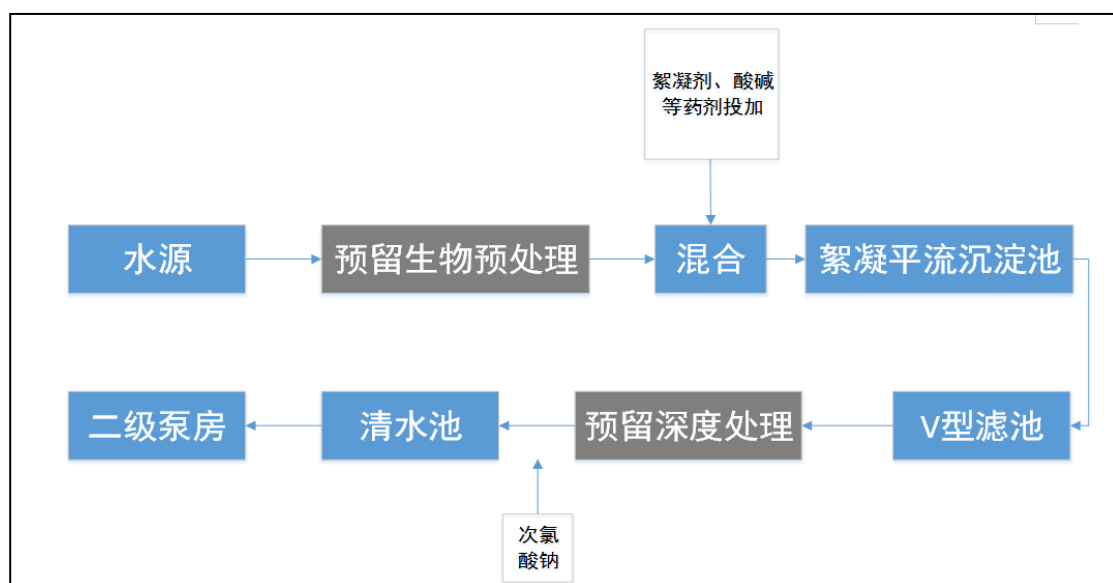 絮凝剂、酸碱
等药剂投加
水源
预留生物预处理
混合
絮凝平流沉淀池
二级泵房
清水池
预留深度处理
V型滤池
次氯
酸钠